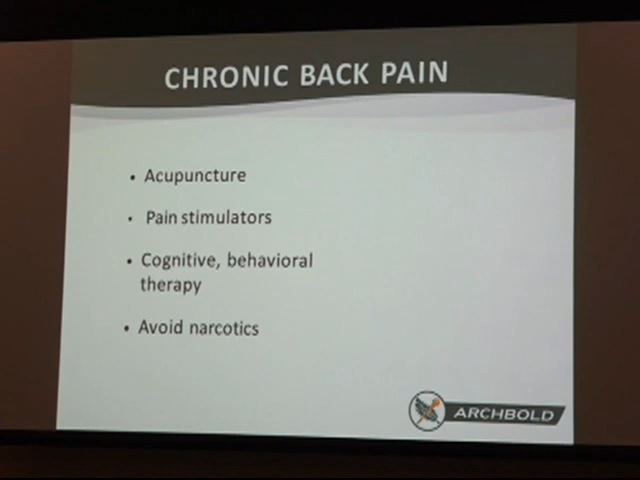 CHRONIC BACK PAIN
• Acupuncture
• Pain stimulators
• Cognitive, behavioral
therapy
• Avoid narcotics
ARCHBOLD